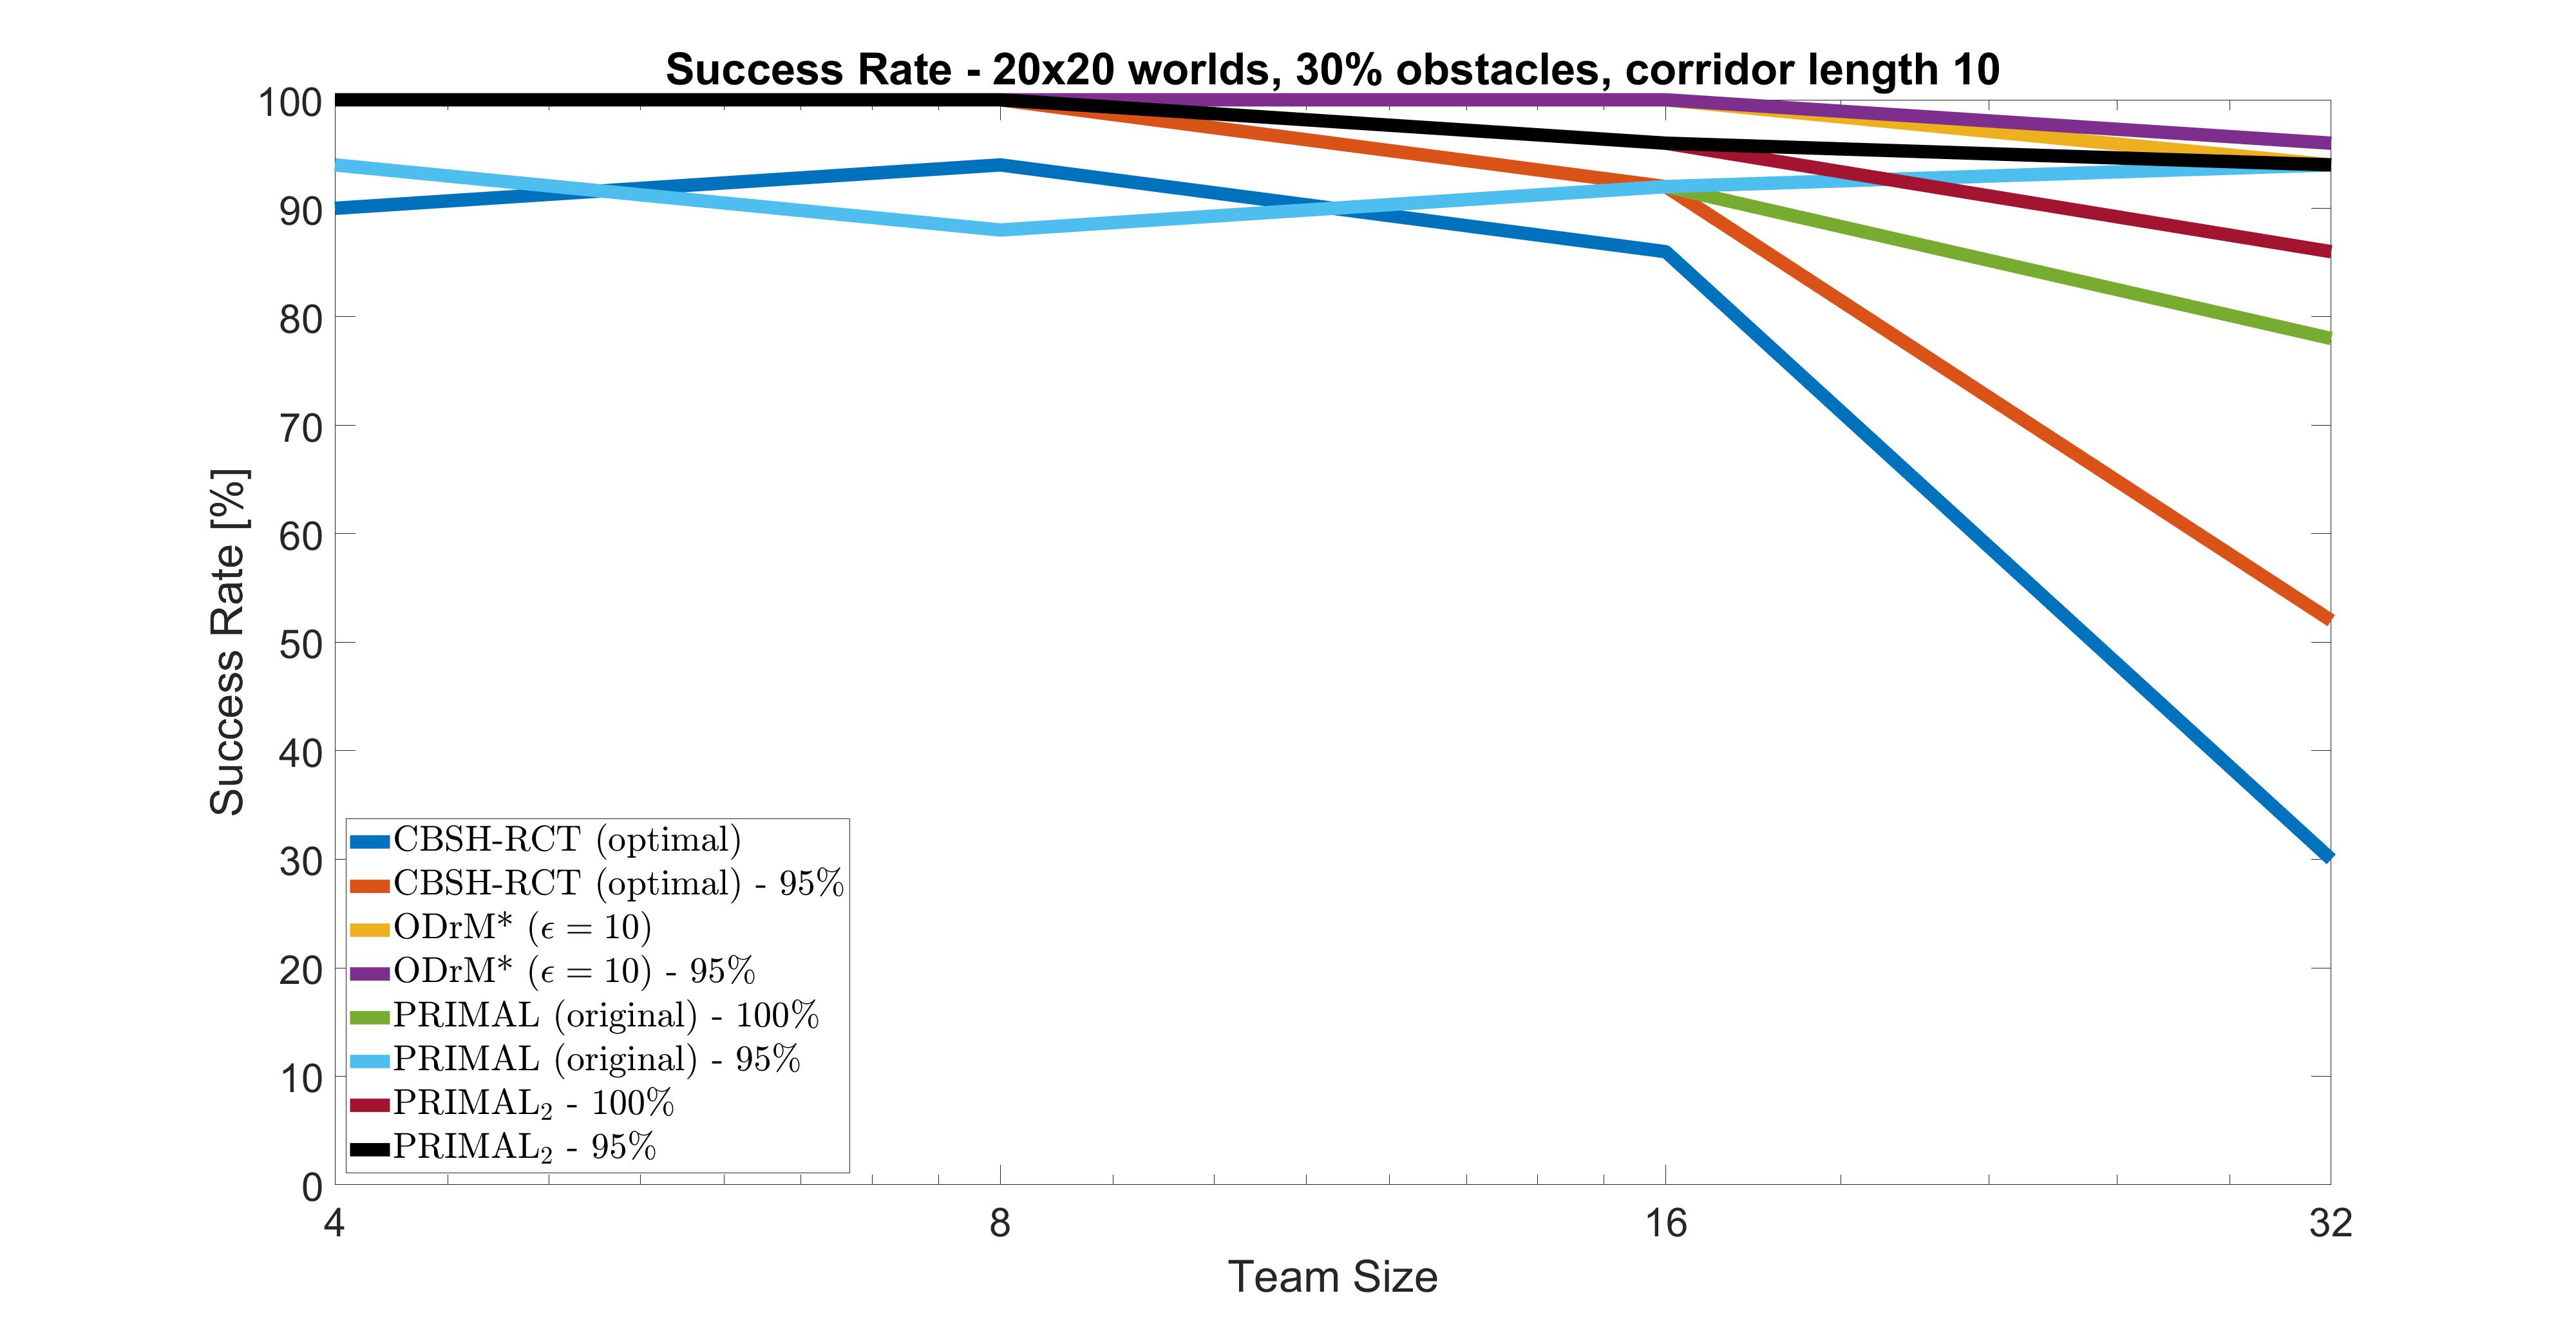 Success Rate - 20x20 worlds, 30% obstacles, corridor length 10
100
90
80
70
60
50
40
30
20
10
0
Success Rate [%]
CBSH-RCT (optimal)
CBSH-RCT (optimal) - 95%
ODrM* (ϵ = 10)
ODrM* (ϵ = 10) - 95%
PRIMAL (original) - 100%
PRIMAL (original) - 95%
PRIMAL₂ - 100%
PRIMAL₂ - 95%
4 8 16 32
Team Size